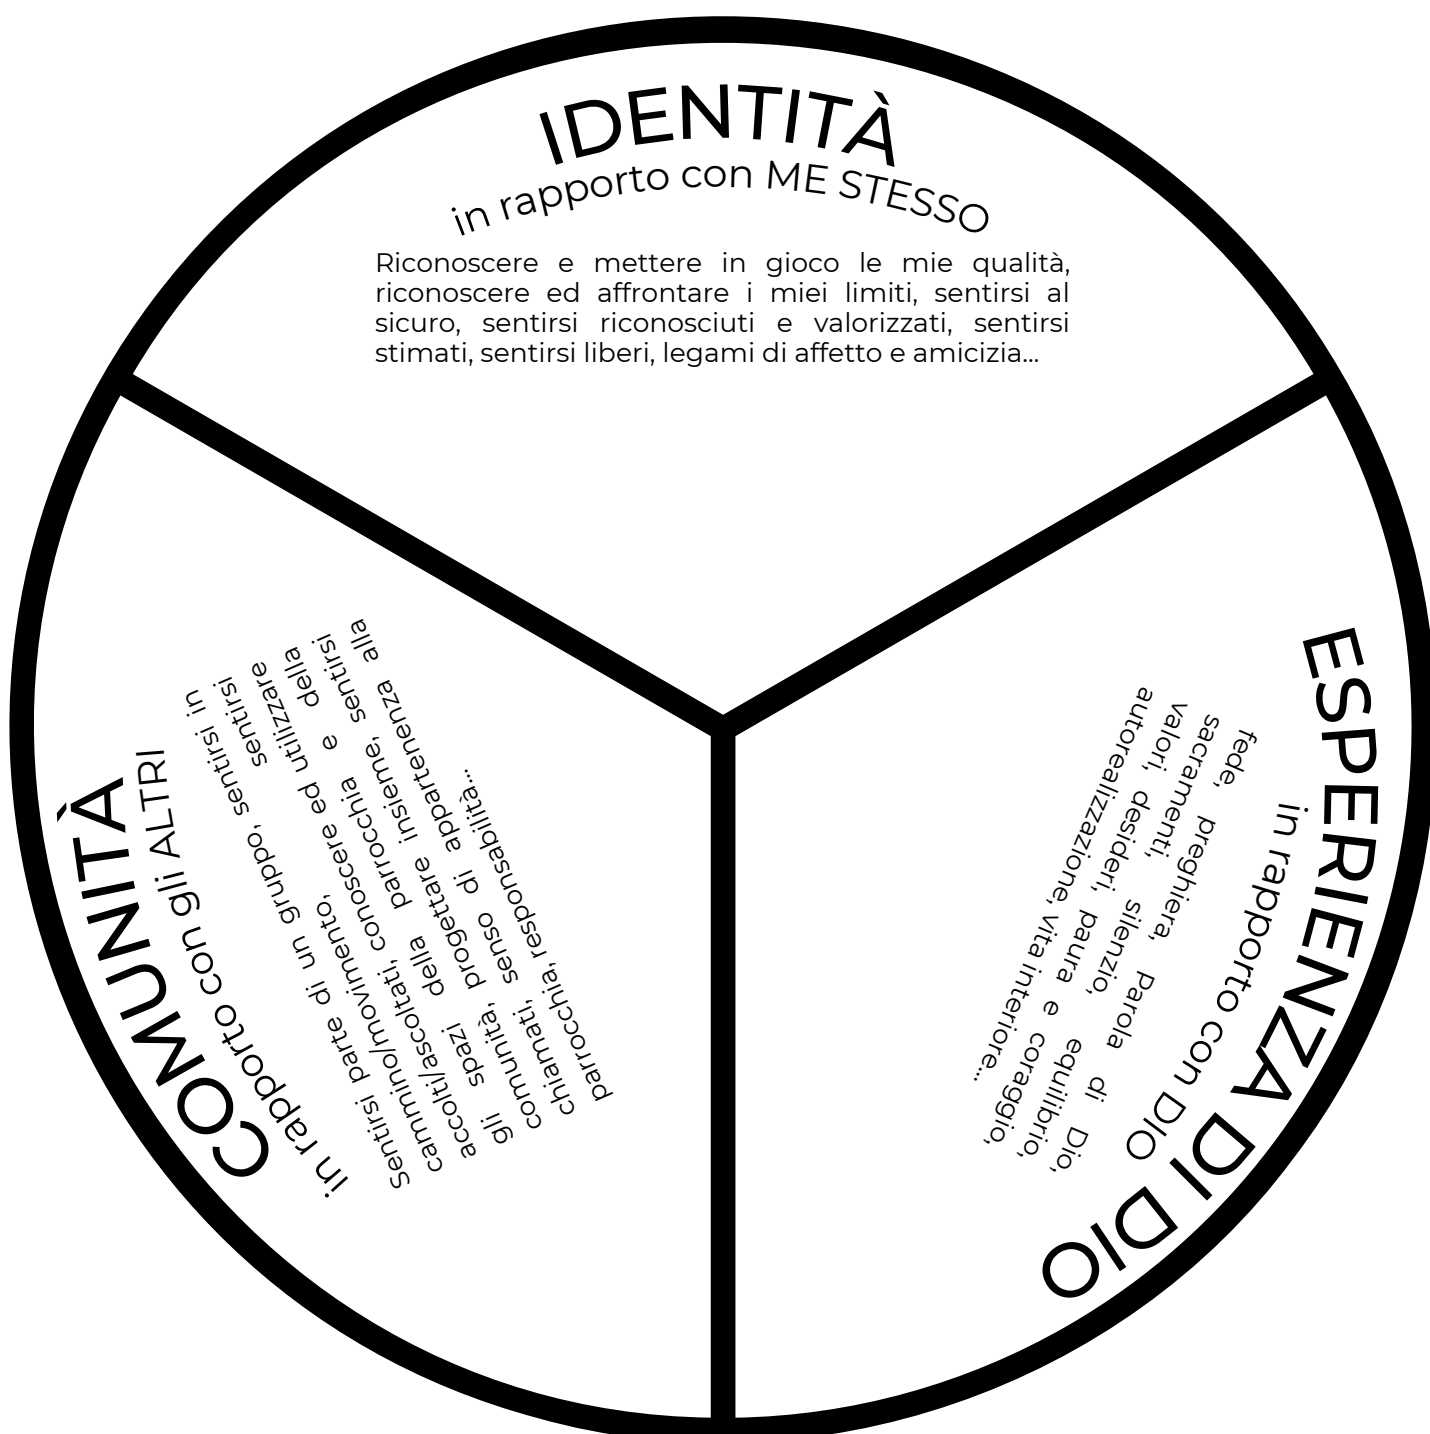 IDENTITÀ
in rapporto con ME STESSO
Riconoscere e mettere in gioco le mie qualità,
riconoscere ed affrontare i miei limiti, sentirsi al
sicuro, sentirsi riconosciuti e valorizzati, sentirsi
stimati, sentirsi liberi, legami di affetto e amicizia...
ESPERIENZA DI DIO
in rapporto con DIO
fede, preghiera, Parola di Dio,
sacramenti, silenzio, equilibrio,
valori, desideri, paura e coraggio,
autorealizzazione, vita interiore...
COMUNITÀ
in rapporto con gli ALTRI
Sentirsi parte di un gruppo, sentirsi in
cammino/movimento, sentirsi
accolti/ascoltati, conoscere ed utilizzare
gli spazi della parrocchia e della
comunità, progettare insieme, sentirsi
chiamati, senso di appartenenza alla
parrocchia, responsabilità...